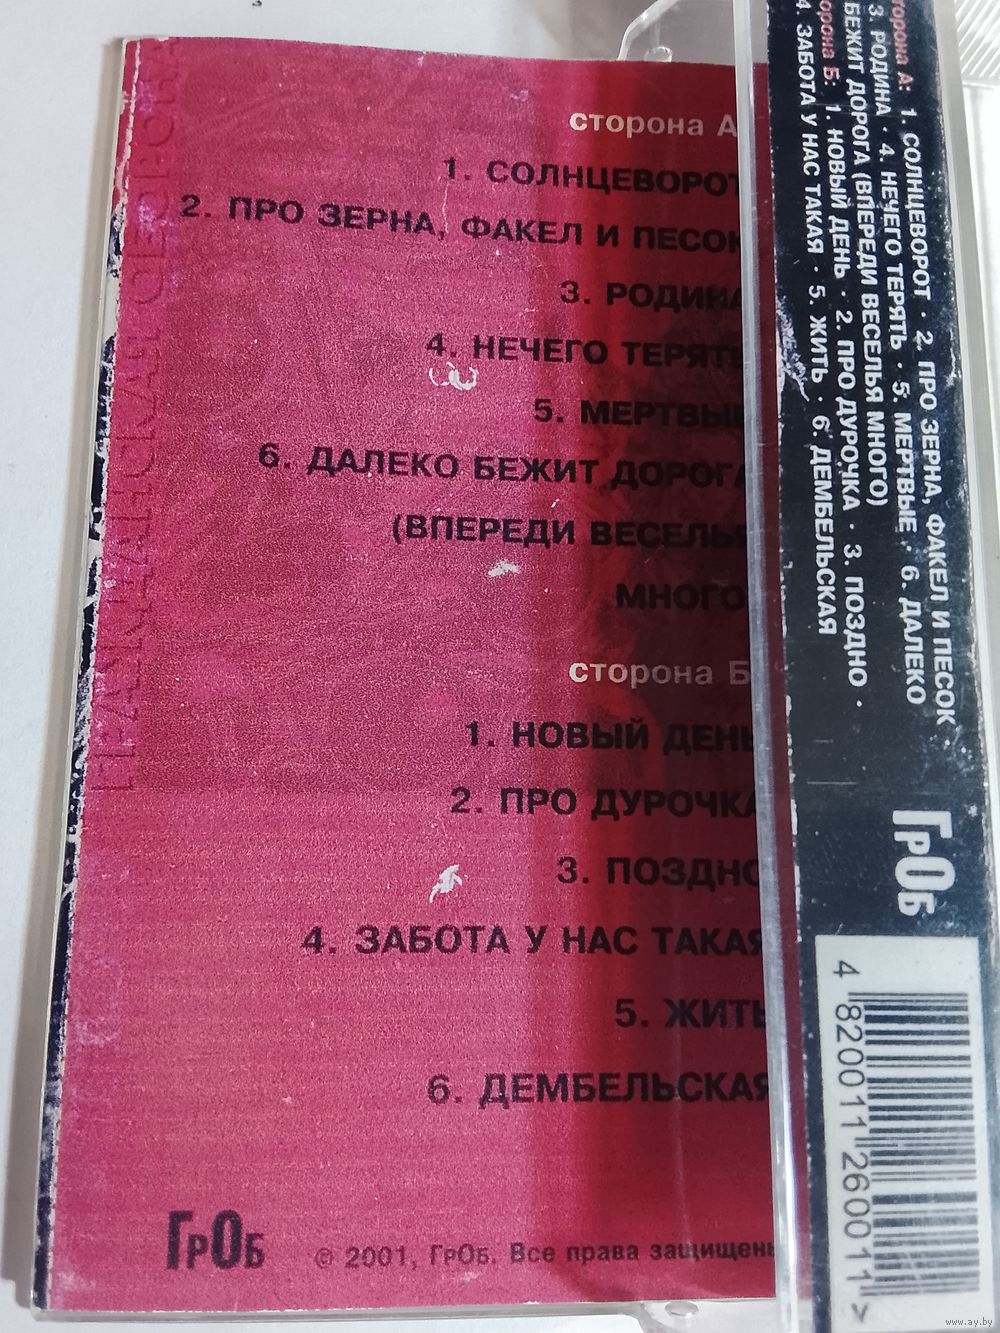 сторона А
1. СОЛНЦЕВОРОТ
2. ПРО ЗЕРНА, ФАКЕЛ И ПЕСОК
3. РОДИНА
4. НЕЧЕГО ТЕРЯТЬ
5. МЕРТВЫЕ
6. ДАЛЕКО БЕЖИТ ДОРОГА
(ВПЕРЕДИ ВЕСЕЛЬЯ
МНОГО)
сторона Б
1. НОВЫЙ ДЕНЬ
2. ПРО ДУРОЧКА
3. ПОЗДНО
4. ЗАБОТА У НАС ТАКАЯ
5. ЖИТЬ
6. ДЕМБЕЛЬСКАЯ
ГрОб
© 2001, ГрОб. Все права защищены
сторона А: 1. СОЛНЦЕВОРОТ · 2. ПРО ЗЕРНА, ФАКЕЛ И ПЕСОК
3. РОДИНА · 4. НЕЧЕГО ТЕРЯТЬ · 5. МЕРТВЫЕ · 6. ДАЛЕКО
БЕЖИТ ДОРОГА (ВПЕРЕДИ ВЕСЕЛЬЯ МНОГО)
сторона Б: 1. НОВЫЙ ДЕНЬ · 2. ПРО ДУРОЧКА · 3. ПОЗДНО ·
4. ЗАБОТА У НАС ТАКАЯ · 5. ЖИТЬ · 6. ДЕМБЕЛЬСКАЯ
ГрОб
4 820011 260011 >
www.ay.by